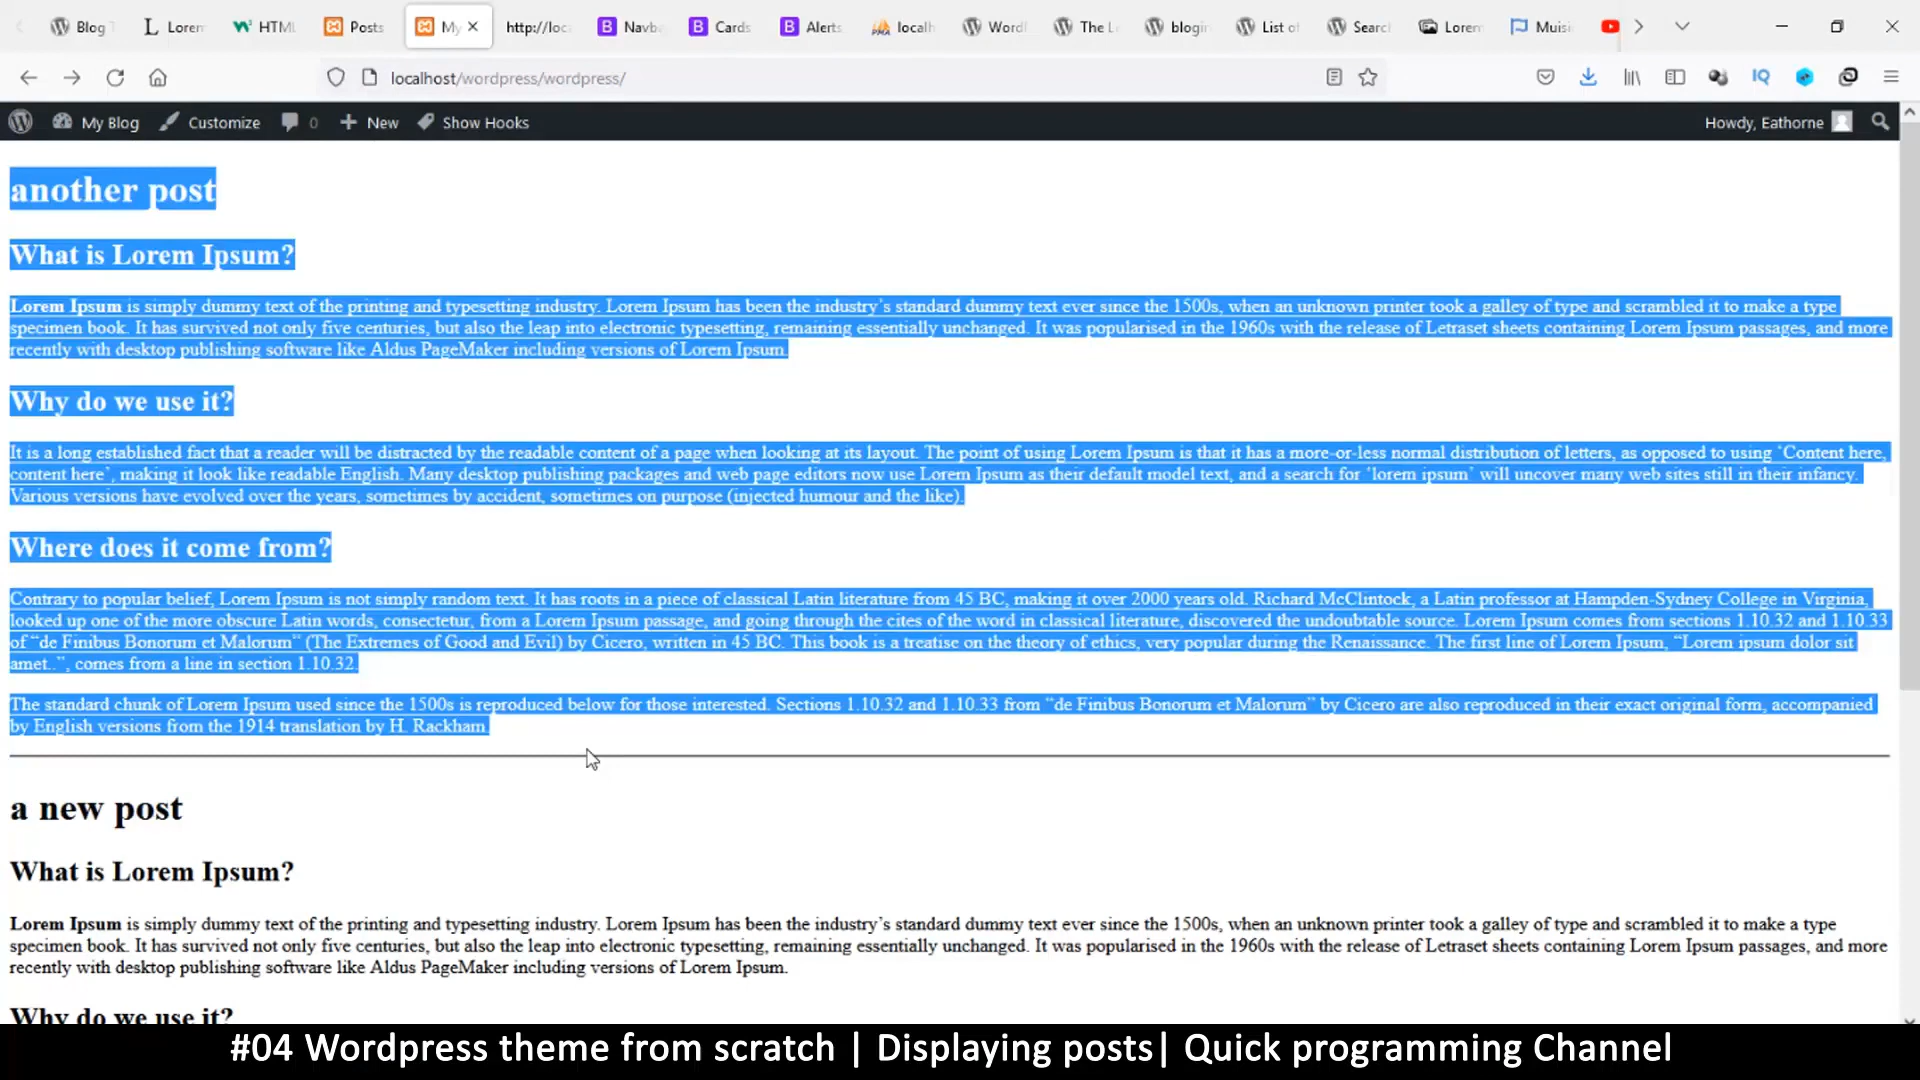 Blog T
Lorem
HTML
Posts
My
http://loc
Navba
Cards
Alerts
localh
Word
The L
blogin
List of
Searc
Lorem
Muisi
localhost/wordpress/wordpress/
IQ
My Blog
Customize
0
New
Show Hooks
Howdy, Eathorne
another post
What is Lorem Ipsum?
Lorem Ipsum is simply dummy text of the printing and typesetting industry. Lorem Ipsum has been the industry’s standard dummy text ever since the 1500s, when an unknown printer took a galley of type and scrambled it to make a type
specimen book. It has survived not only five centuries, but also the leap into electronic typesetting, remaining essentially unchanged. It was popularised in the 1960s with the release of Letraset sheets containing Lorem Ipsum passages, and more
recently with desktop publishing software like Aldus PageMaker including versions of Lorem Ipsum.
Why do we use it?
It is a long established fact that a reader will be distracted by the readable content of a page when looking at its layout. The point of using Lorem Ipsum is that it has a more-or-less normal distribution of letters, as opposed to using ‘Content here,
content here’, making it look like readable English. Many desktop publishing packages and web page editors now use Lorem Ipsum as their default model text, and a search for ‘lorem ipsum’ will uncover many web sites still in their infancy.
Various versions have evolved over the years, sometimes by accident, sometimes on purpose (injected humour and the like).
Where does it come from?
Contrary to popular belief, Lorem Ipsum is not simply random text. It has roots in a piece of classical Latin literature from 45 BC, making it over 2000 years old. Richard McClintock, a Latin professor at Hampden-Sydney College in Virginia,
looked up one of the more obscure Latin words, consectetur, from a Lorem Ipsum passage, and going through the cites of the word in classical literature, discovered the undoubtable source. Lorem Ipsum comes from sections 1.10.32 and 1.10.33
of “de Finibus Bonorum et Malorum” (The Extremes of Good and Evil) by Cicero, written in 45 BC. This book is a treatise on the theory of ethics, very popular during the Renaissance. The first line of Lorem Ipsum, “Lorem ipsum dolor sit
amet..”, comes from a line in section 1.10.32.
The standard chunk of Lorem Ipsum used since the 1500s is reproduced below for those interested. Sections 1.10.32 and 1.10.33 from “de Finibus Bonorum et Malorum” by Cicero are also reproduced in their exact original form, accompanied
by English versions from the 1914 translation by H. Rackham.
a new post
What is Lorem Ipsum?
Lorem Ipsum is simply dummy text of the printing and typesetting industry. Lorem Ipsum has been the industry’s standard dummy text ever since the 1500s, when an unknown printer took a galley of type and scrambled it to make a type
specimen book. It has survived not only five centuries, but also the leap into electronic typesetting, remaining essentially unchanged. It was popularised in the 1960s with the release of Letraset sheets containing Lorem Ipsum passages, and more
recently with desktop publishing software like Aldus PageMaker including versions of Lorem Ipsum.
Why do we use it?
#04 Wordpress theme from scratch | Displaying posts| Quick programming Channel